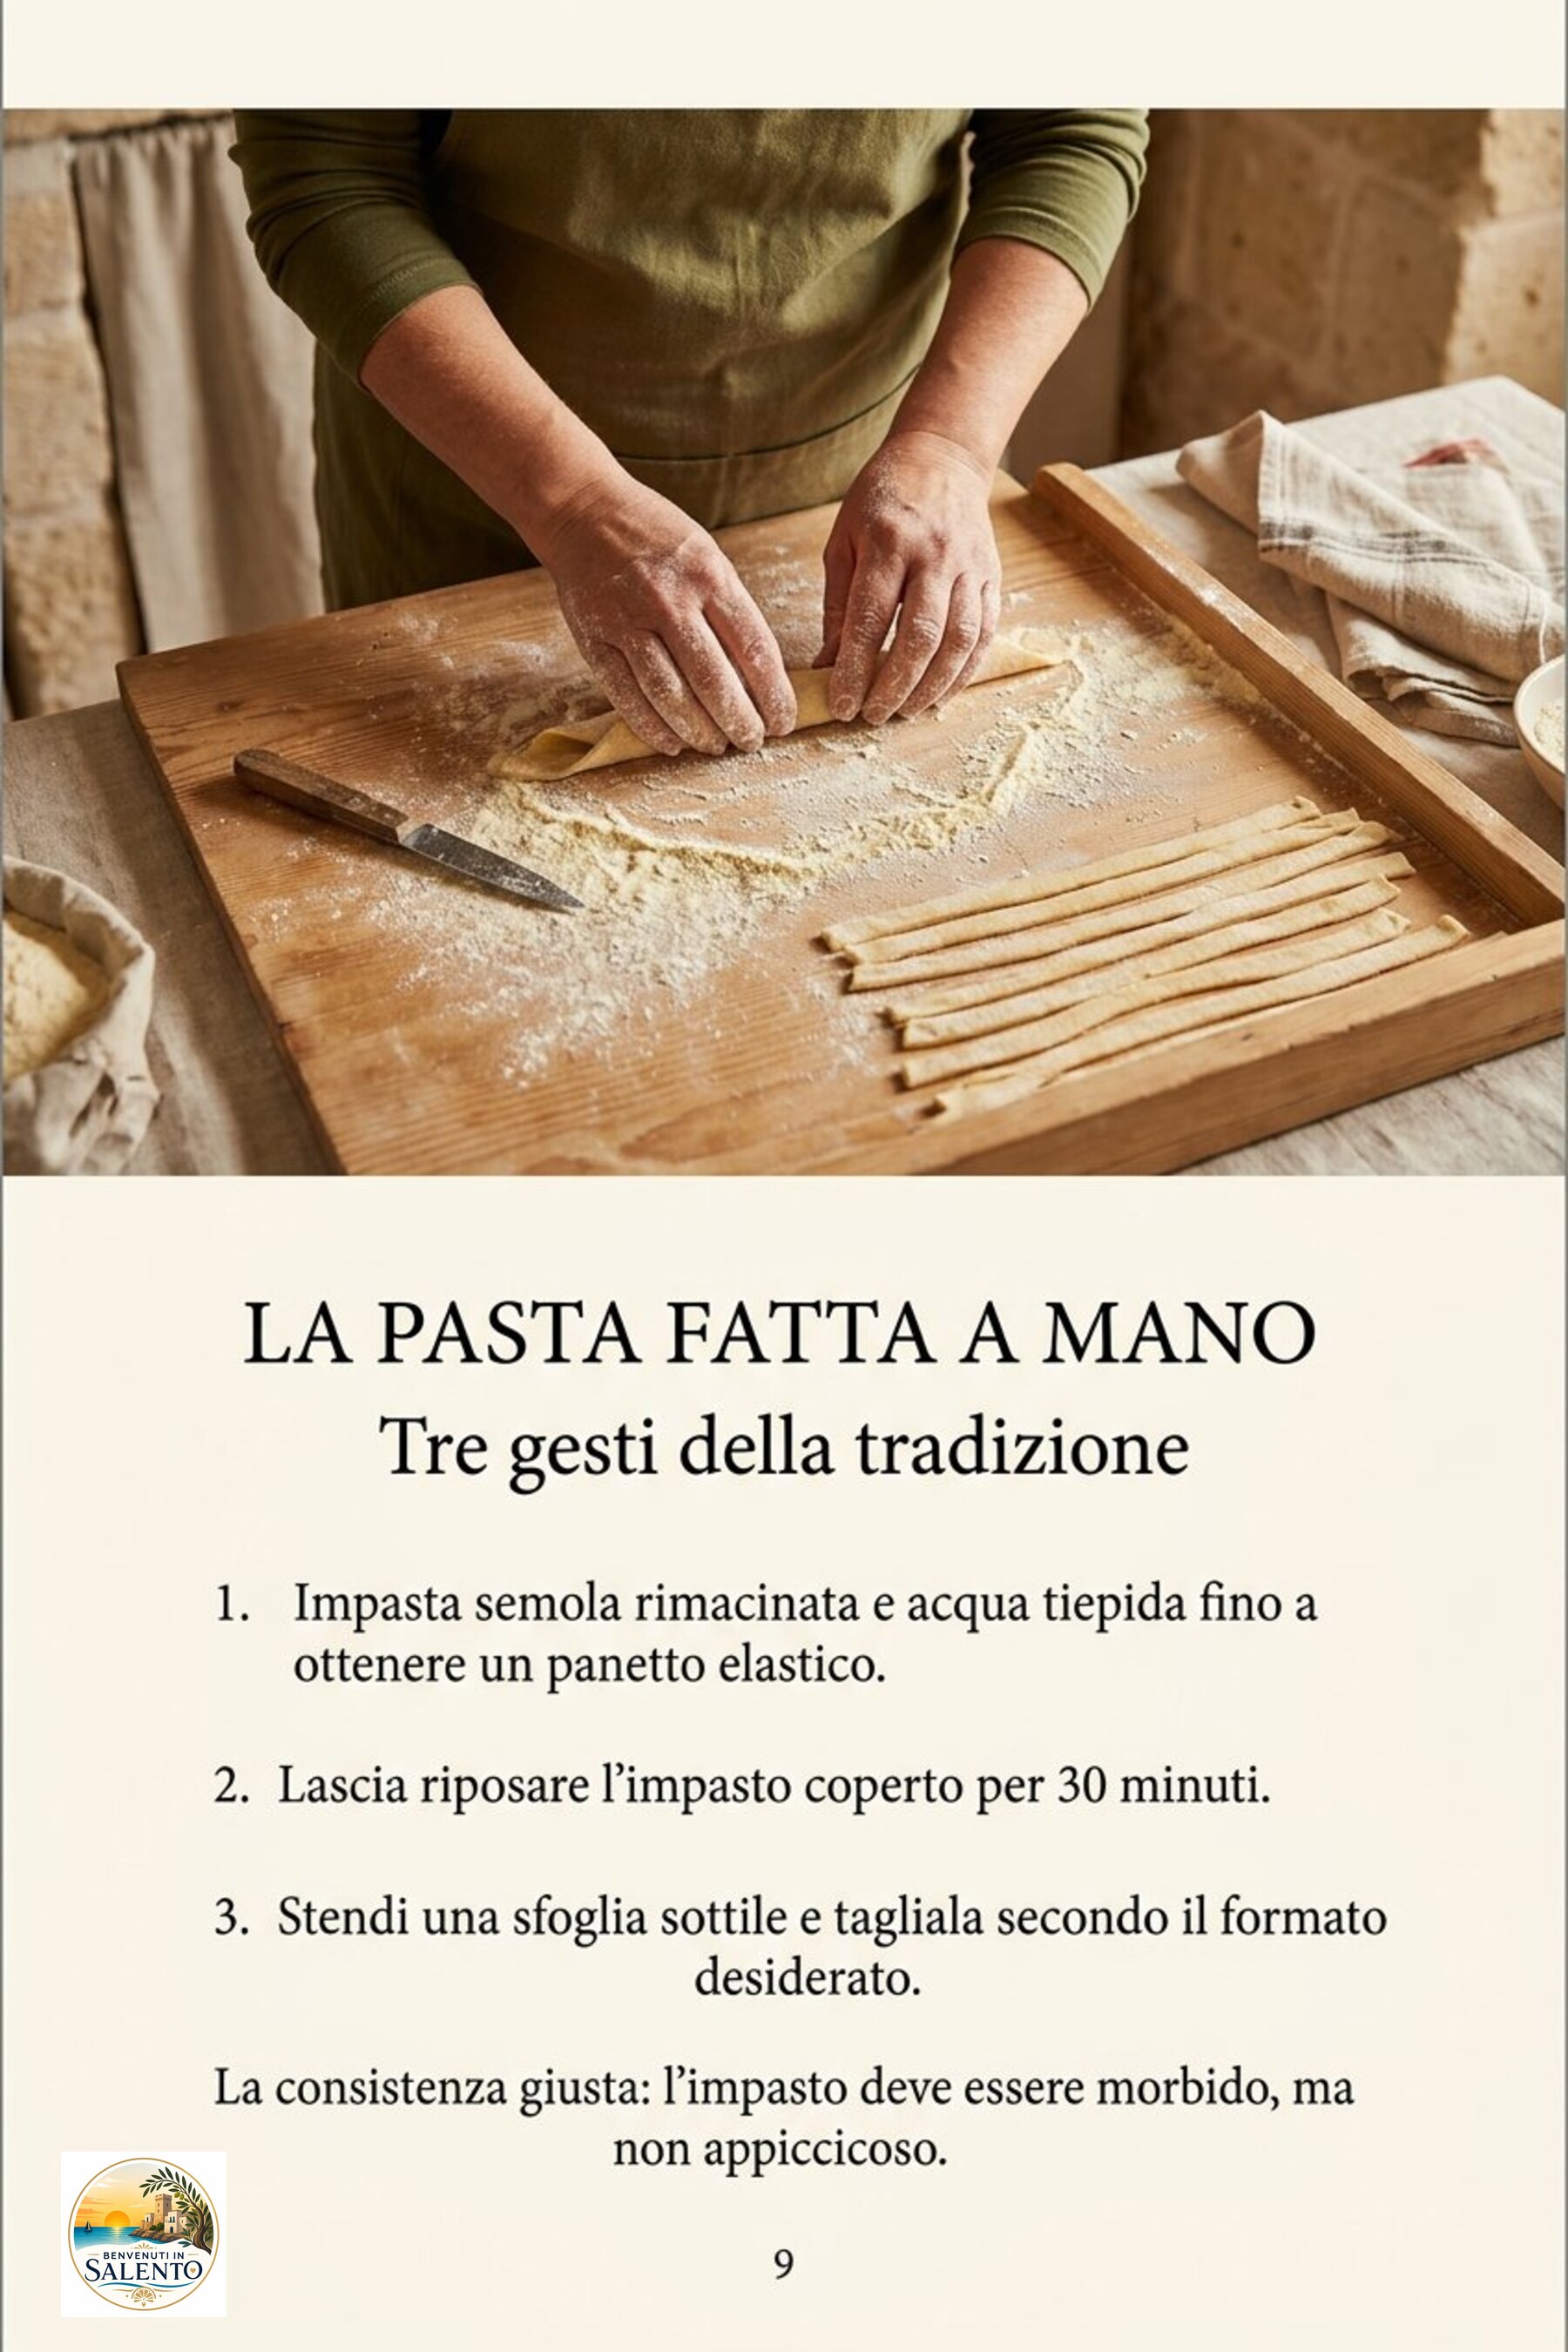 LA PASTA FATTA A MANO
Tre gesti della tradizione
1. Impasta semola rimacinata e acqua tiepida fino a
ottenere un panetto elastico.
2. Lascia riposare l’impasto coperto per 30 minuti.
3. Stendi una sfoglia sottile e tagliala secondo il formato
desiderato.
La consistenza giusta: l’impasto deve essere morbido, ma
non appiccicoso.
BENVENUTI IN
SALENTO
9